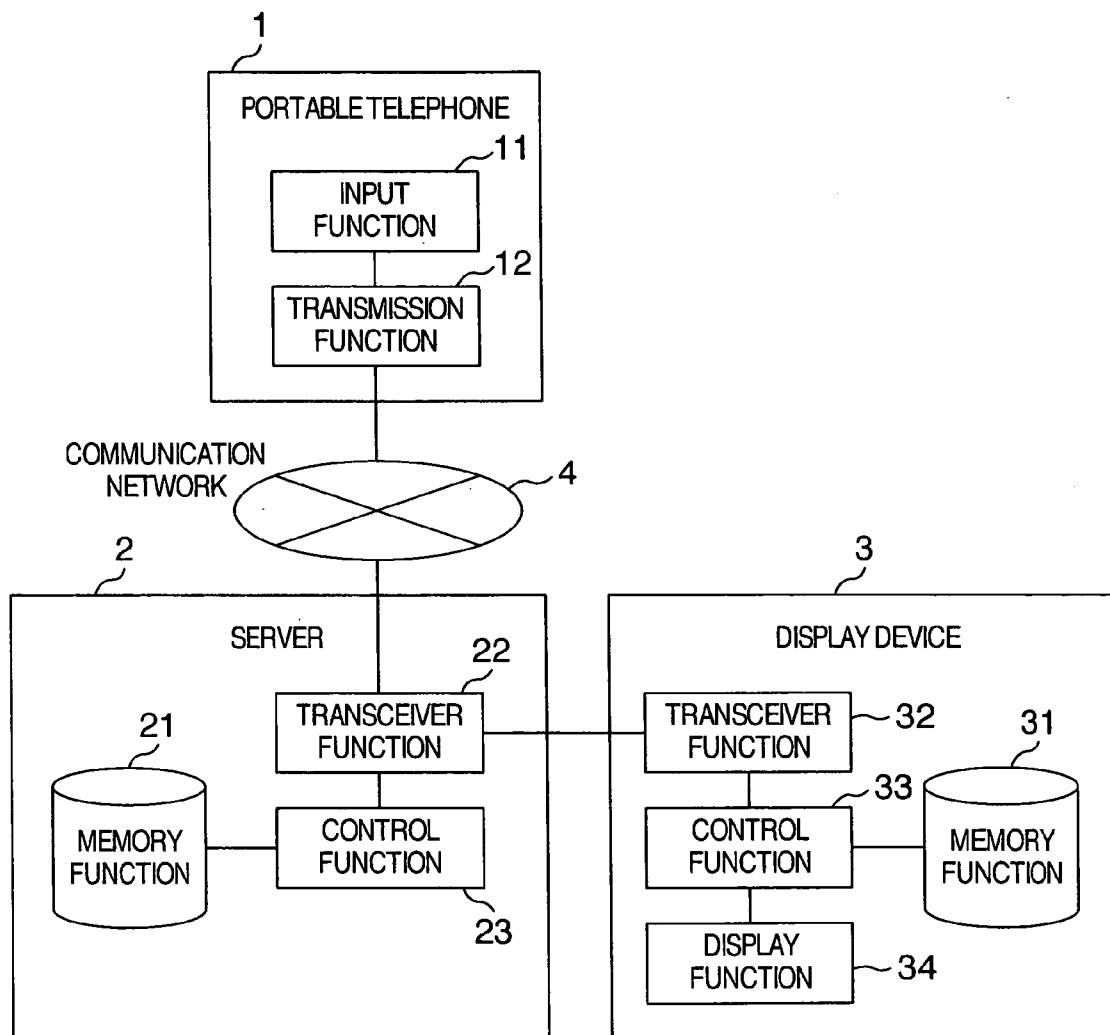 1
PORTABLE TELEPHONE
11
INPUT
FUNCTION
12
TRANSMISSION
FUNCTION
COMMUNICATION
NETWORK
4
2
SERVER
22
TRANSCEIVER
FUNCTION
21
MEMORY
FUNCTION
CONTROL
FUNCTION
23
3
DISPLAY DEVICE
TRANSCEIVER
FUNCTION
32
31
33
CONTROL
FUNCTION
MEMORY
FUNCTION
DISPLAY
FUNCTION
34